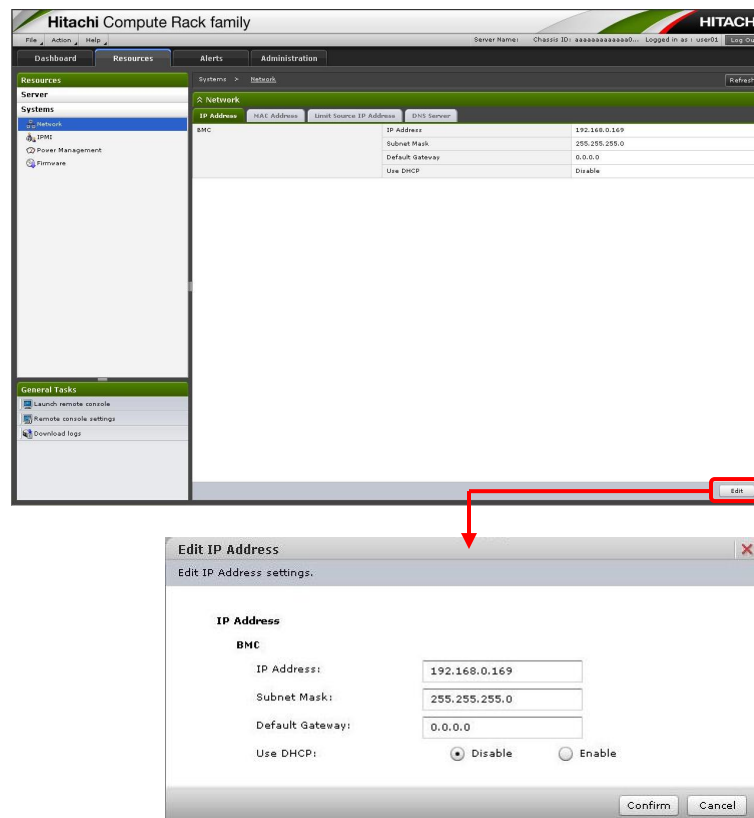 Hitachi Compute Rack family
HITACH
File Action Help Server Name: Chassis ID: aaaaaaaaaaaaa0... Logged in as : user01 Log Ou
Dashboard Resources Alerts Administration
Resources
Systems > Network
Refresh
Server
Systems
Network
IPMI
Power Management
Firmware
Network
IP Address MAC Address Limit Source IP Address DNS Server
BMC IP Address 192.168.0.169
Subnet Mask 255.255.255.0
Default Gateway 0.0.0.0
Use DHCP Disable
General Tasks
Launch remote console
Remote console settings
Download logs
Edit
Edit IP Address
Edit IP Address settings.
IP Address
BMC
IP Address: 192.168.0.169
Subnet Mask: 255.255.255.0
Default Gateway: 0.0.0.0
Use DHCP: Disable Enable
Confirm Cancel